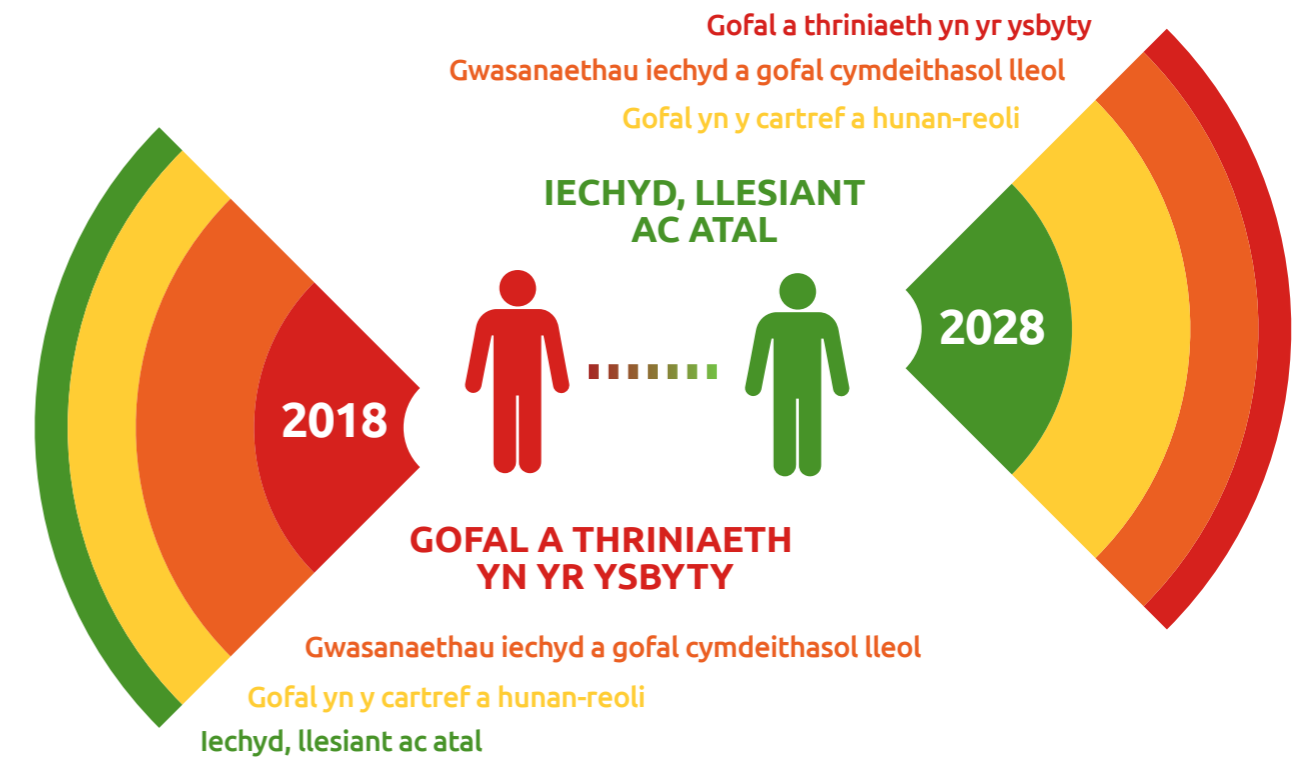 Gofal a thriniaeth yn yr ysbyty
Gwasanaethau iechyd a gofal cymdeithasol lleol
Gofal yn y cartref a hunan-reoli
IECHYD, LLESIANT
AC ATAL
2028
2018
GOFAL A THRINIAETH
YN YR YSBYTY
Gwasanaethau iechyd a gofal cymdeithasol lleol
Gofal yn y cartref a hunan-reoli
Iechyd, llesiant ac atal